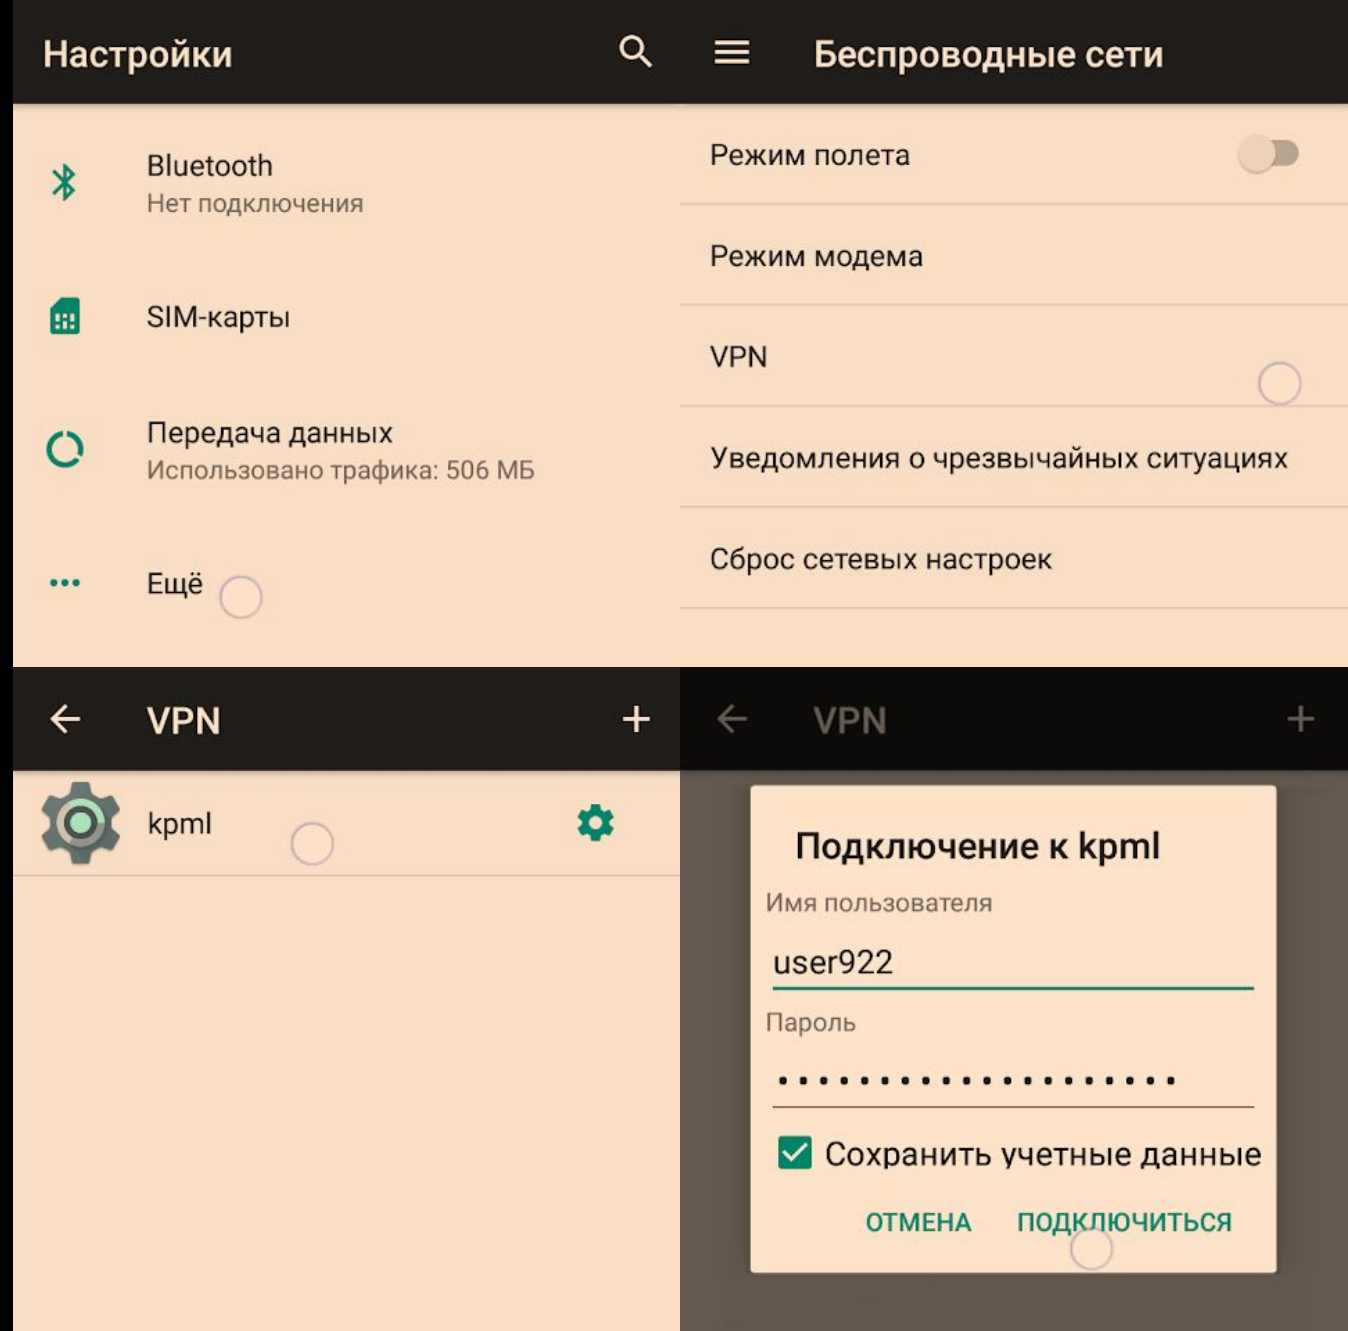 Настройки
Bluetooth
Нет подключения
SIM-карты
Передача данных
Использовано трафика: 506 МБ
Ещё
Беспроводные сети
Режим полета
Режим модема
VPN
Уведомления о чрезвычайных ситуациях
Сброс сетевых настроек
VPN
kpml
VPN
Подключение к kpml
Имя пользователя
user922
Пароль
••••••••••••••••••••
Сохранить учетные данные
ОТМЕНА ПОДКЛЮЧИТЬСЯ